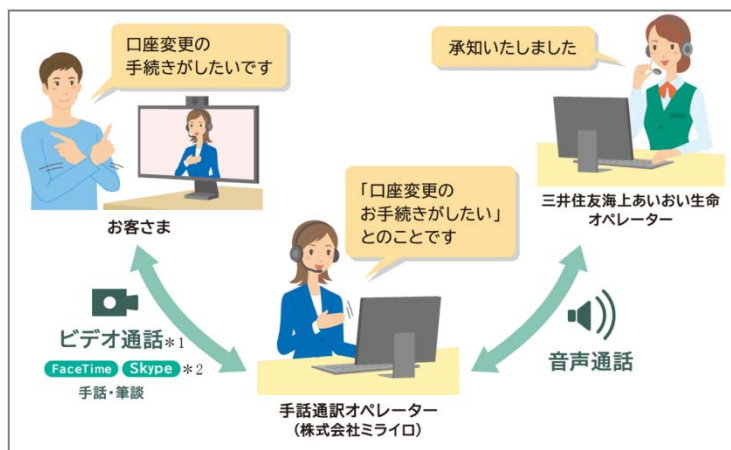 口座変更の
手続きがしたいです
承知いたしました
お客さま
「口座変更の
お手続きがしたい」
とのことです
三井住友海上あいおい生命
オペレーター
ビデオ通話*1
FaceTime Skype *2
手話・筆談
音声通話
手話通訳オペレーター
(株式会社ミライロ)